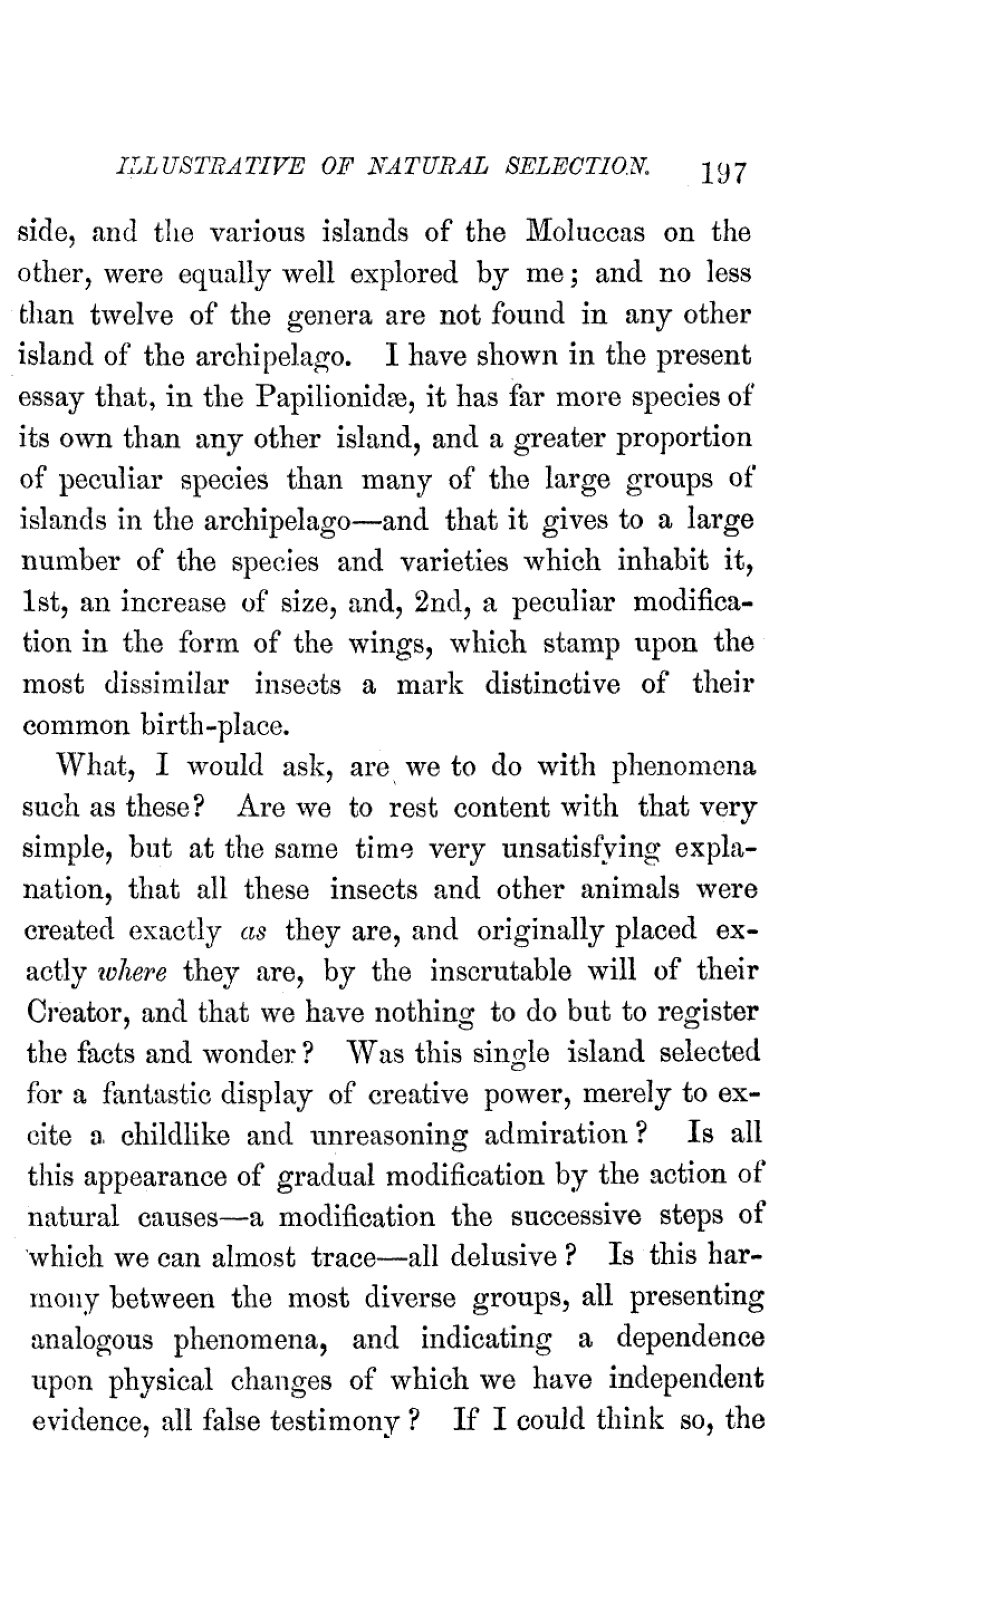 ILLUSTRATIVE OF NATURAL SELECTION. 197
side, and the various islands of the Moluccas on the
other, were equally well explored by me; and no less
than twelve of the genera are not found in any other
island of the archipelago. I have shown in the present
essay that, in the Papilionidæ, it has far more species of
its own than any other island, and a greater proportion
of peculiar species than many of the large groups of
islands in the archipelago—and that it gives to a large
number of the species and varieties which inhabit it,
1st, an increase of size, and, 2nd, a peculiar modifica-
tion in the form of the wings, which stamp upon the
most dissimilar insects a mark distinctive of their
common birth-place.
What, I would ask, are we to do with phenomena
such as these? Are we to rest content with that very
simple, but at the same time very unsatisfying expla-
nation, that all these insects and other animals were
created exactly as they are, and originally placed ex-
actly where they are, by the inscrutable will of their
Creator, and that we have nothing to do but to register
the facts and wonder? Was this single island selected
for a fantastic display of creative power, merely to ex-
cite a childlike and unreasoning admiration? Is all
this appearance of gradual modification by the action of
natural causes—a modification the successive steps of
which we can almost trace—all delusive? Is this har-
mony between the most diverse groups, all presenting
analogous phenomena, and indicating a dependence
upon physical changes of which we have independent
evidence, all false testimony? If I could think so, the